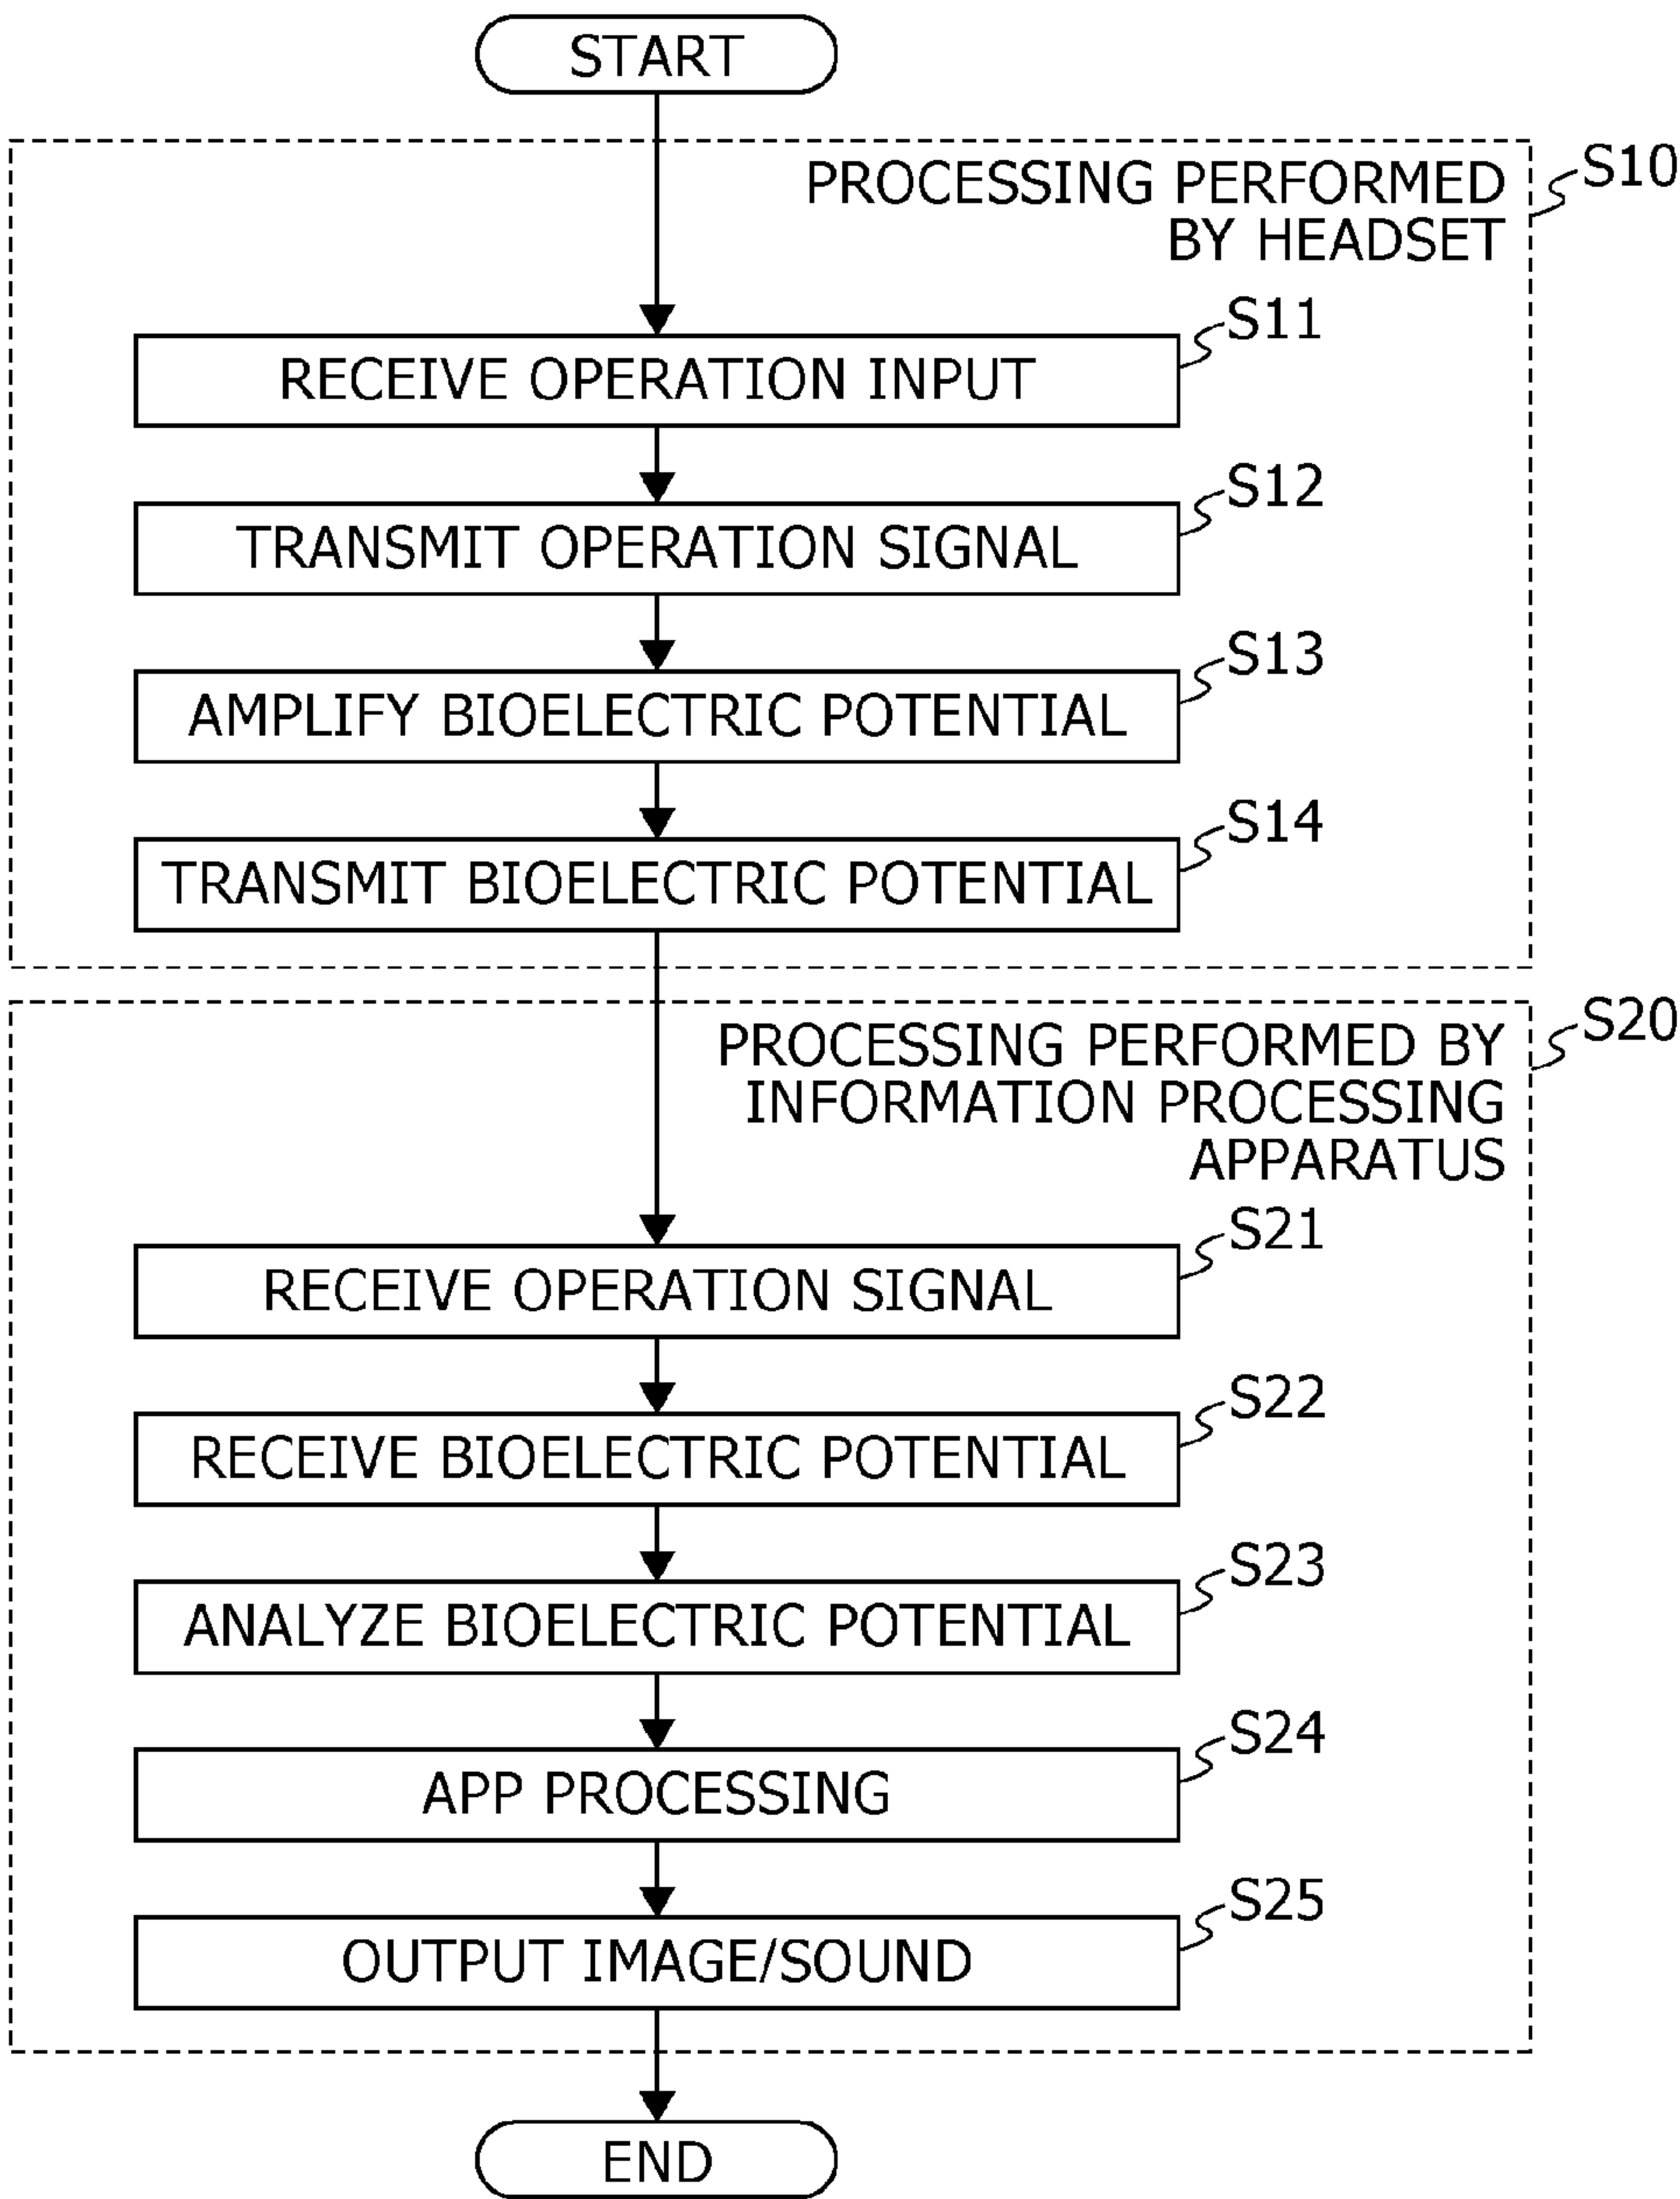 START
PROCESSING PERFORMED
BY HEADSET
S10
S11
RECEIVE OPERATION INPUT
S12
TRANSMIT OPERATION SIGNAL
S13
AMPLIFY BIOELECTRIC POTENTIAL
S14
TRANSMIT BIOELECTRIC POTENTIAL
PROCESSING PERFORMED BY
INFORMATION PROCESSING
APPARATUS
S20
S21
RECEIVE OPERATION SIGNAL
S22
RECEIVE BIOELECTRIC POTENTIAL
S23
ANALYZE BIOELECTRIC POTENTIAL
S24
APP PROCESSING
S25
OUTPUT IMAGE/SOUND
END